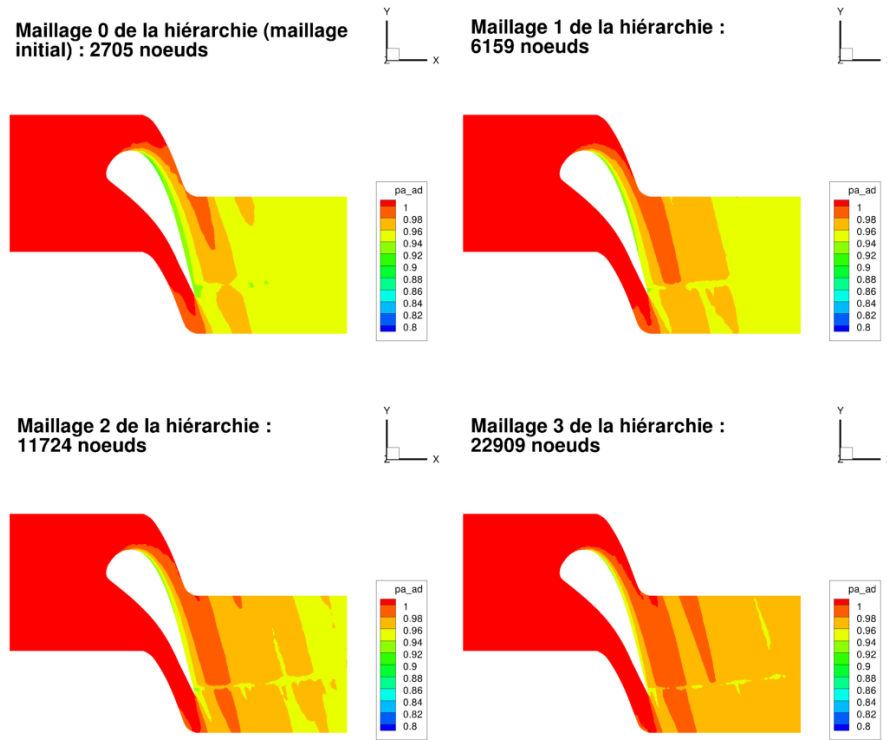 Maillage 0 de la hiérarchie (maillage
initial) : 2705 noeuds
Y
Z
X
pa_ad
1
0.98
0.96
0.94
0.92
0.9
0.88
0.86
0.84
0.82
0.8
Maillage 1 de la hiérarchie :
6159 noeuds
Y
Z
pa_ad
1
0.98
0.96
0.94
0.92
0.9
0.88
0.86
0.84
0.82
0.8
Maillage 2 de la hiérarchie :
11724 noeuds
Y
Z
X
pa_ad
1
0.98
0.96
0.94
0.92
0.9
0.88
0.86
0.84
0.82
0.8
Maillage 3 de la hiérarchie :
22909 noeuds
Y
Z
pa_ad
1
0.98
0.96
0.94
0.92
0.9
0.88
0.86
0.84
0.82
0.8